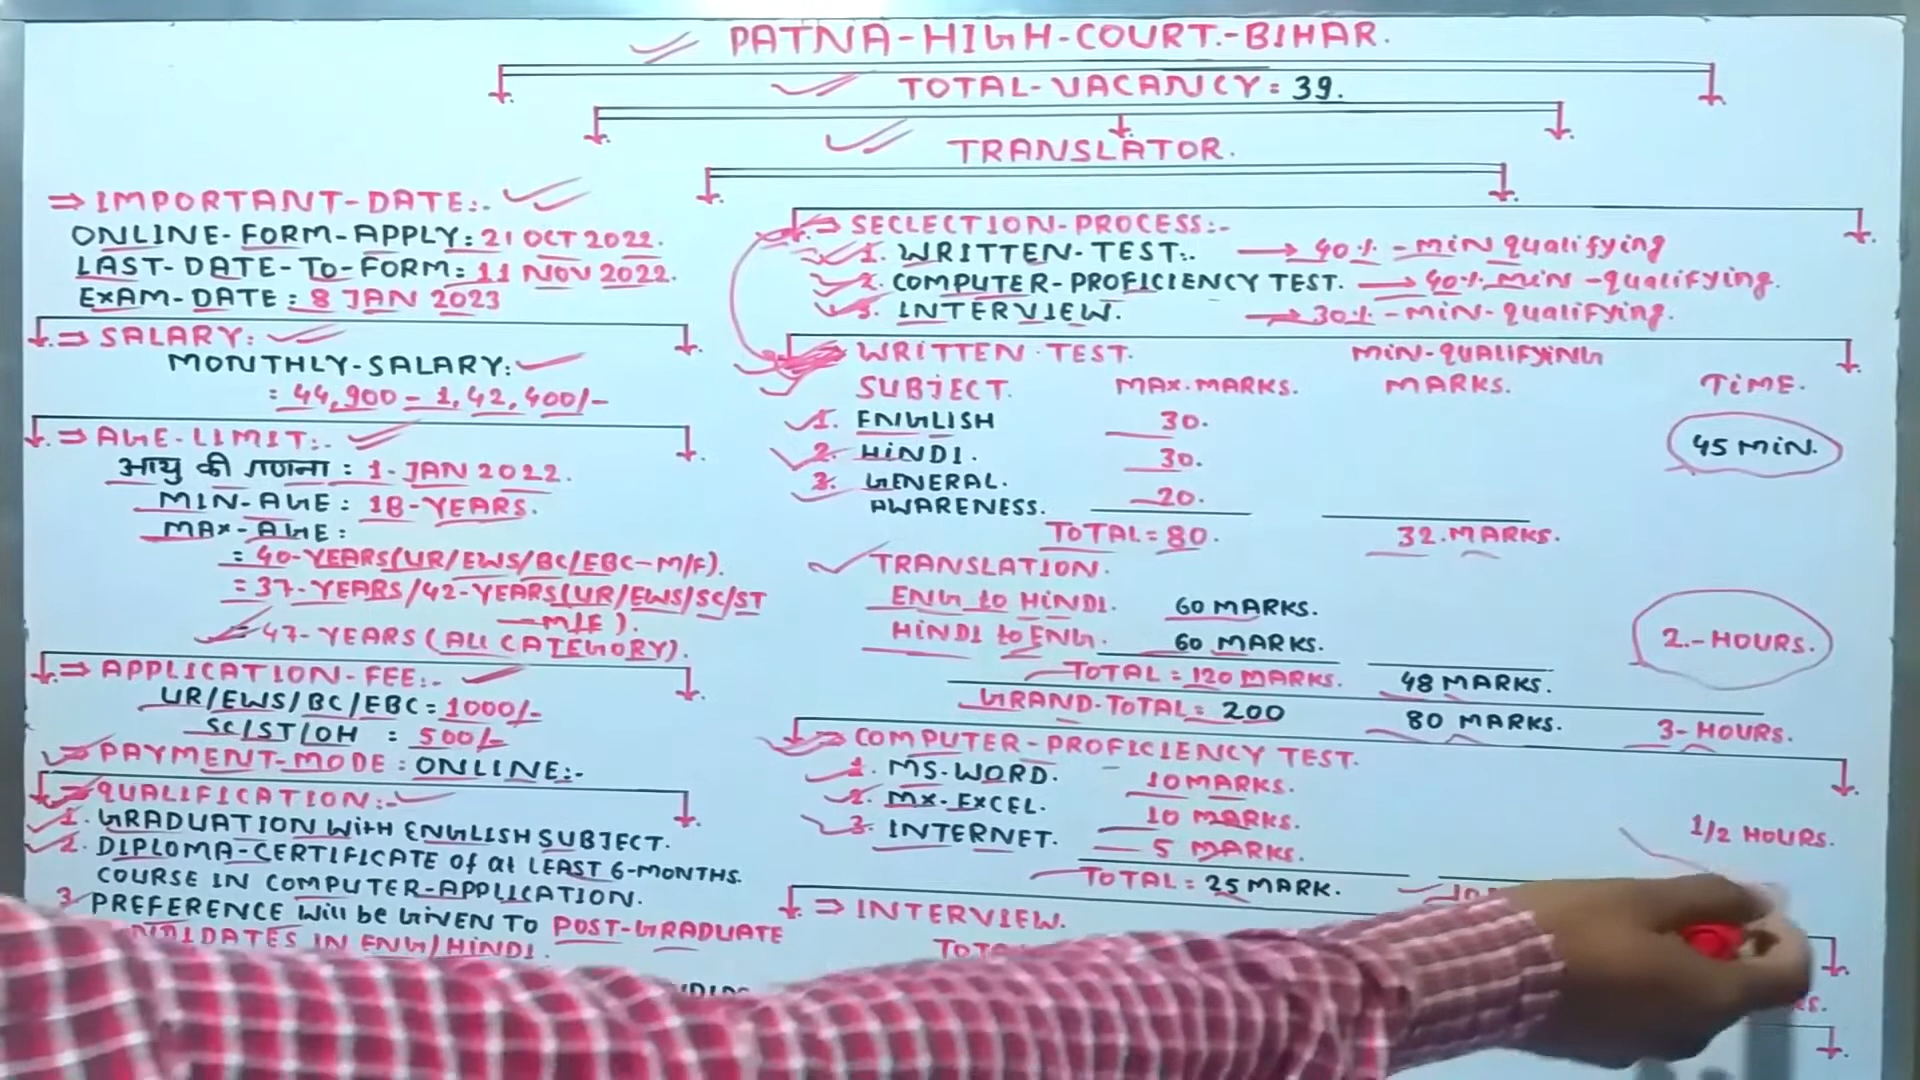 PATNA-HIGH-COURT.-BIHAR.
TOTAL-VACANCY = 39.
TRANSLATOR.
⇒ IMPORTANT-DATE:-
ONLINE-FORM-APPLY: 21 OCT 2022.
LAST-DATE-TO-FORM: 11 NOV 2022.
EXAM-DATE: 8 JAN 2023
⇒ SALARY:
MONTHLY-SALARY:
= 44,900 - 1,42,400/-
⇒ AGE-LIMIT:-
आयु की गणना : 1-JAN 2022.
MIN-AGE: 18-YEARS.
MAX-AGE:
= 40-YEARS(UR/EWS/BC/EBC-M/F).
= 37-YEARS/42-YEARS(UR/EWS/SC/ST
-M/F).
= 47-YEARS (ALL CATEGORY).
⇒ APPLICATION-FEE:-
UR/EWS/BC/EBC = 1000/-
SC/ST/OH = 500/-
⇒ PAYMENT-MODE: ONLINE:-
⇒ QUALIFICATION:-
1. GRADUATION WITH ENGLISH SUBJECT.
2. DIPLOMA-CERTIFICATE of at LEAST 6-MONTHS.
COURSE IN COMPUTER-APPLICATION.
3. PREFERENCE will be GIVEN TO POST-GRADUATE
NDIDATES IN ENG/HINDI.
⇒ SECLECTION-PROCESS:-
1. WRITTEN-TEST:. → 40% -MIN qualifying
2. COMPUTER-PROFICIENCY TEST. → 40% MIN -qualifying.
3. INTERVIEW. → 30% -MIN-qualifying.
⇒ WRITTEN TEST. MIN-QUALIFYING
SUBJECT. MAX.MARKS. MARKS. TIME.
1. ENGLISH 30.
45 MIN.
2. HINDI. 30.
3. GENERAL.
AWARENESS. 20.
TOTAL = 80. 32 MARKS.
TRANSLATION.
ENG to HINDI. 60 MARKS.
HINDI to ENG. 60 MARKS. 2.-HOURS.
TOTAL = 120 MARKS. 48 MARKS.
GRAND-TOTAL = 200 80 MARKS. 3-HOURS.
⇒ COMPUTER-PROFICIENCY TEST.
1. MS-WORD. 10 MARKS.
2. MX-EXCEL. 10 MARKS.
1/2 HOURS.
3. INTERNET. 5 MARKS.
TOTAL = 25 MARK. 10
⇒ INTERVIEW.